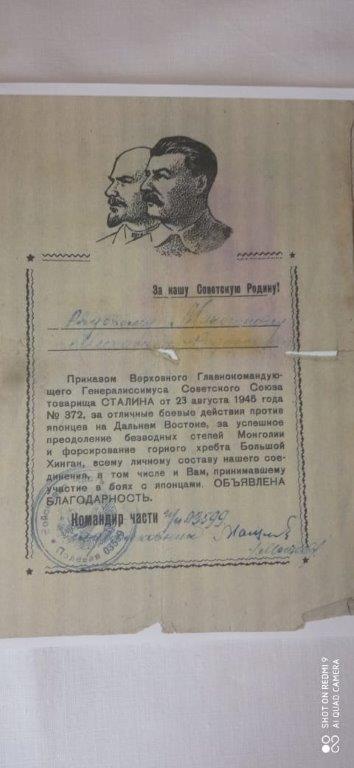 За нашу Советскую Родину!
Приказом Верховного Главнокомандую-
щего Генералиссимуса Советского Союза
товарища СТАЛИНА от 23 августа 1945 года
№ 372, за отличные боевые действия против
японцев на Дальнем Востоке, за успешное
преодоление безводных степей Монголии
и форсирование горного хребта Большой
Хинган, всему личному составу нашего сое-
динения, в том числе и Вам, принимавшему
участие в боях с японцами, ОБЪЯВЛЕНА
БЛАГОДАРНОСТЬ.
Командир части 03599
Полевая 03599
SHOT ON REDMI 9
AI QUAD CAMERA